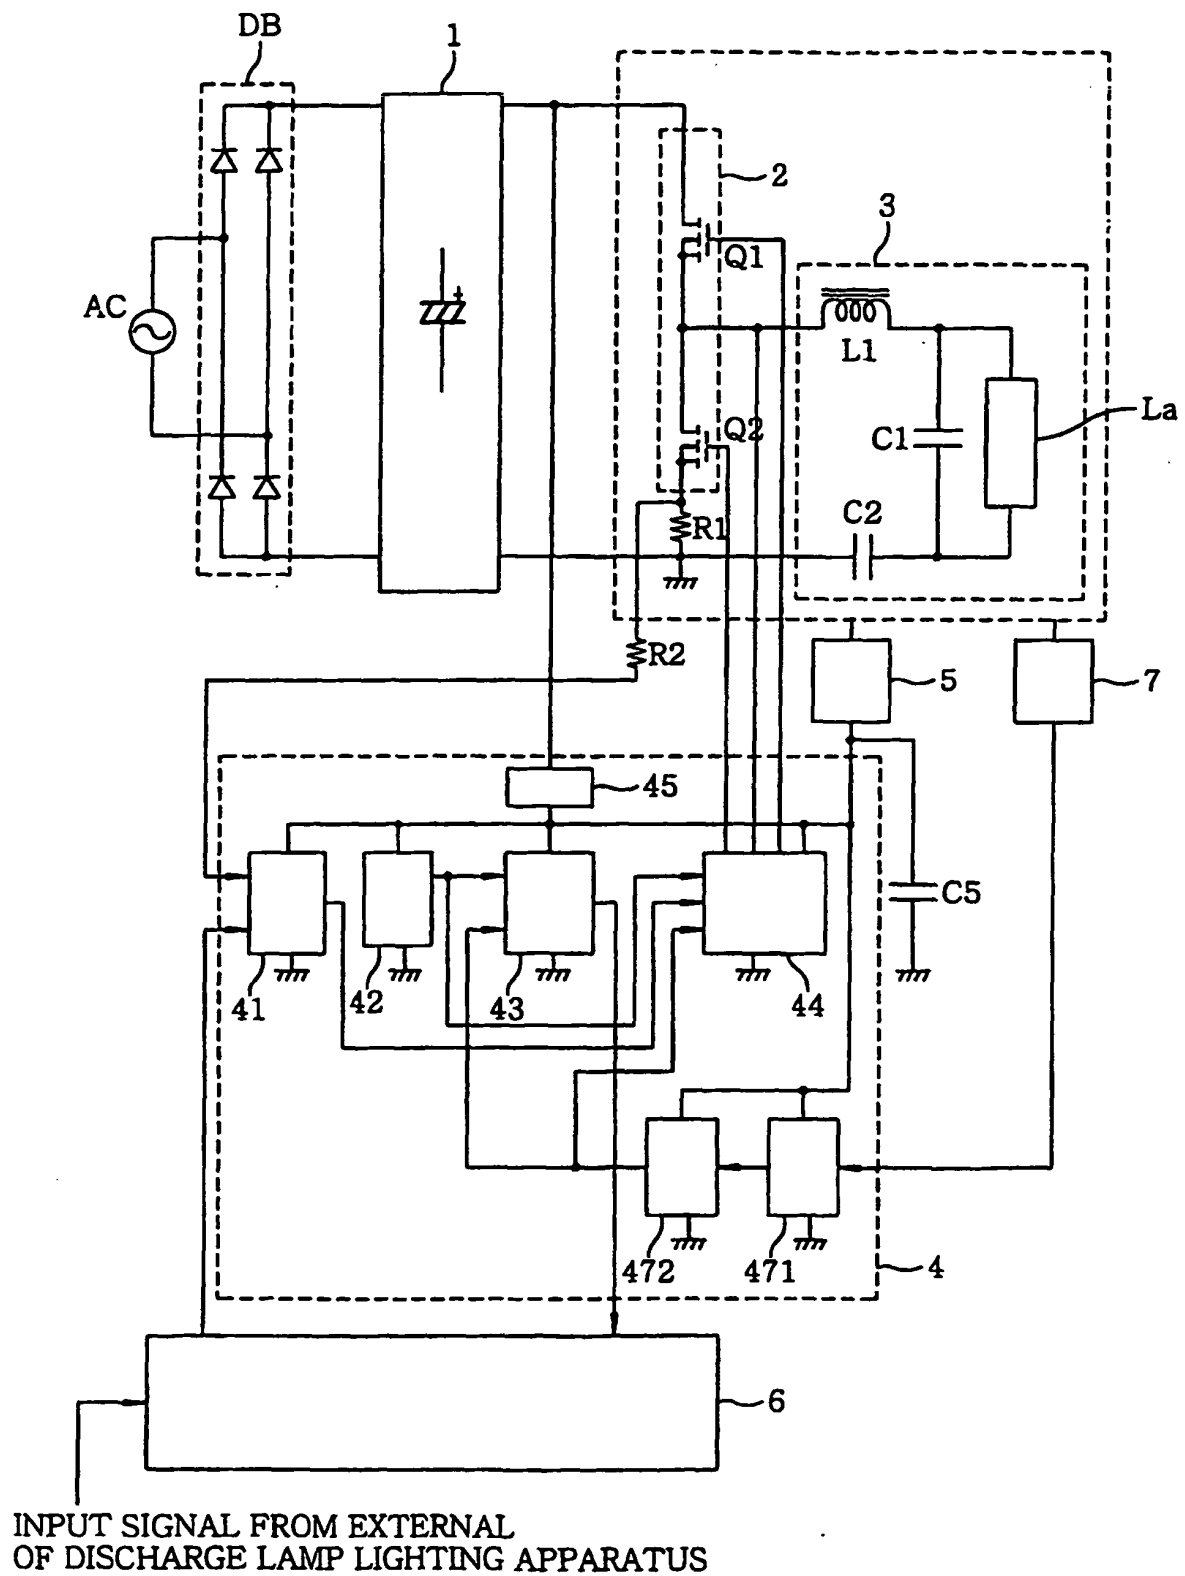 DB
1
2
3
Q1
AC
L1
La
Q2
C1
C2
R1
R2
5
7
45
C5
41
42
43
44
472
471
4
6
INPUT SIGNAL FROM EXTERNAL
OF DISCHARGE LAMP LIGHTING APPARATUS